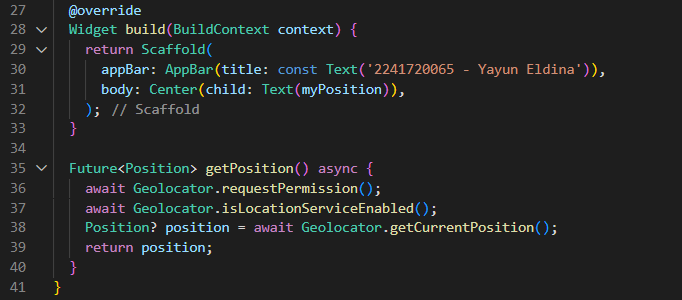 27 @override
28 Widget build(BuildContext context) {
29 return Scaffold(
30 appBar: AppBar(title: const Text('2241720065 - Yayun Eldina')),
31 body: Center(child: Text(myPosition)),
32 ); // Scaffold
33 }
34
35 Future<Position> getPosition() async {
36 await Geolocator.requestPermission();
37 await Geolocator.isLocationServiceEnabled();
38 Position? position = await Geolocator.getCurrentPosition();
39 return position;
40 }
41 }